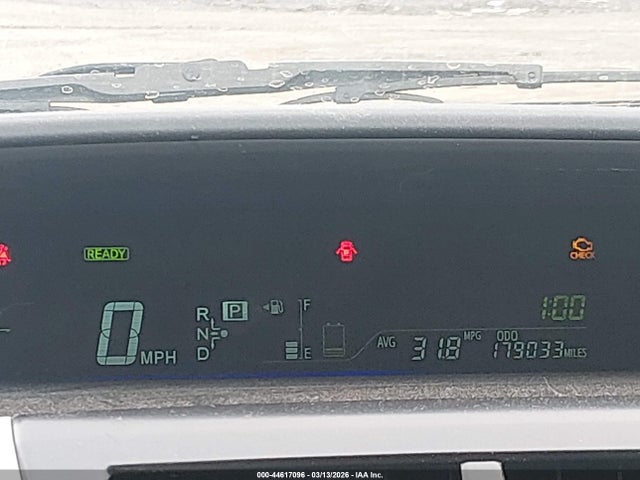 READY
CHECK
R P F
N
D
L
F
E
0 MPH
1:00
AVG 31.8 MPG
ODO
179033 MILES
000-44617096 - 03/13/2026 - IAA Inc.